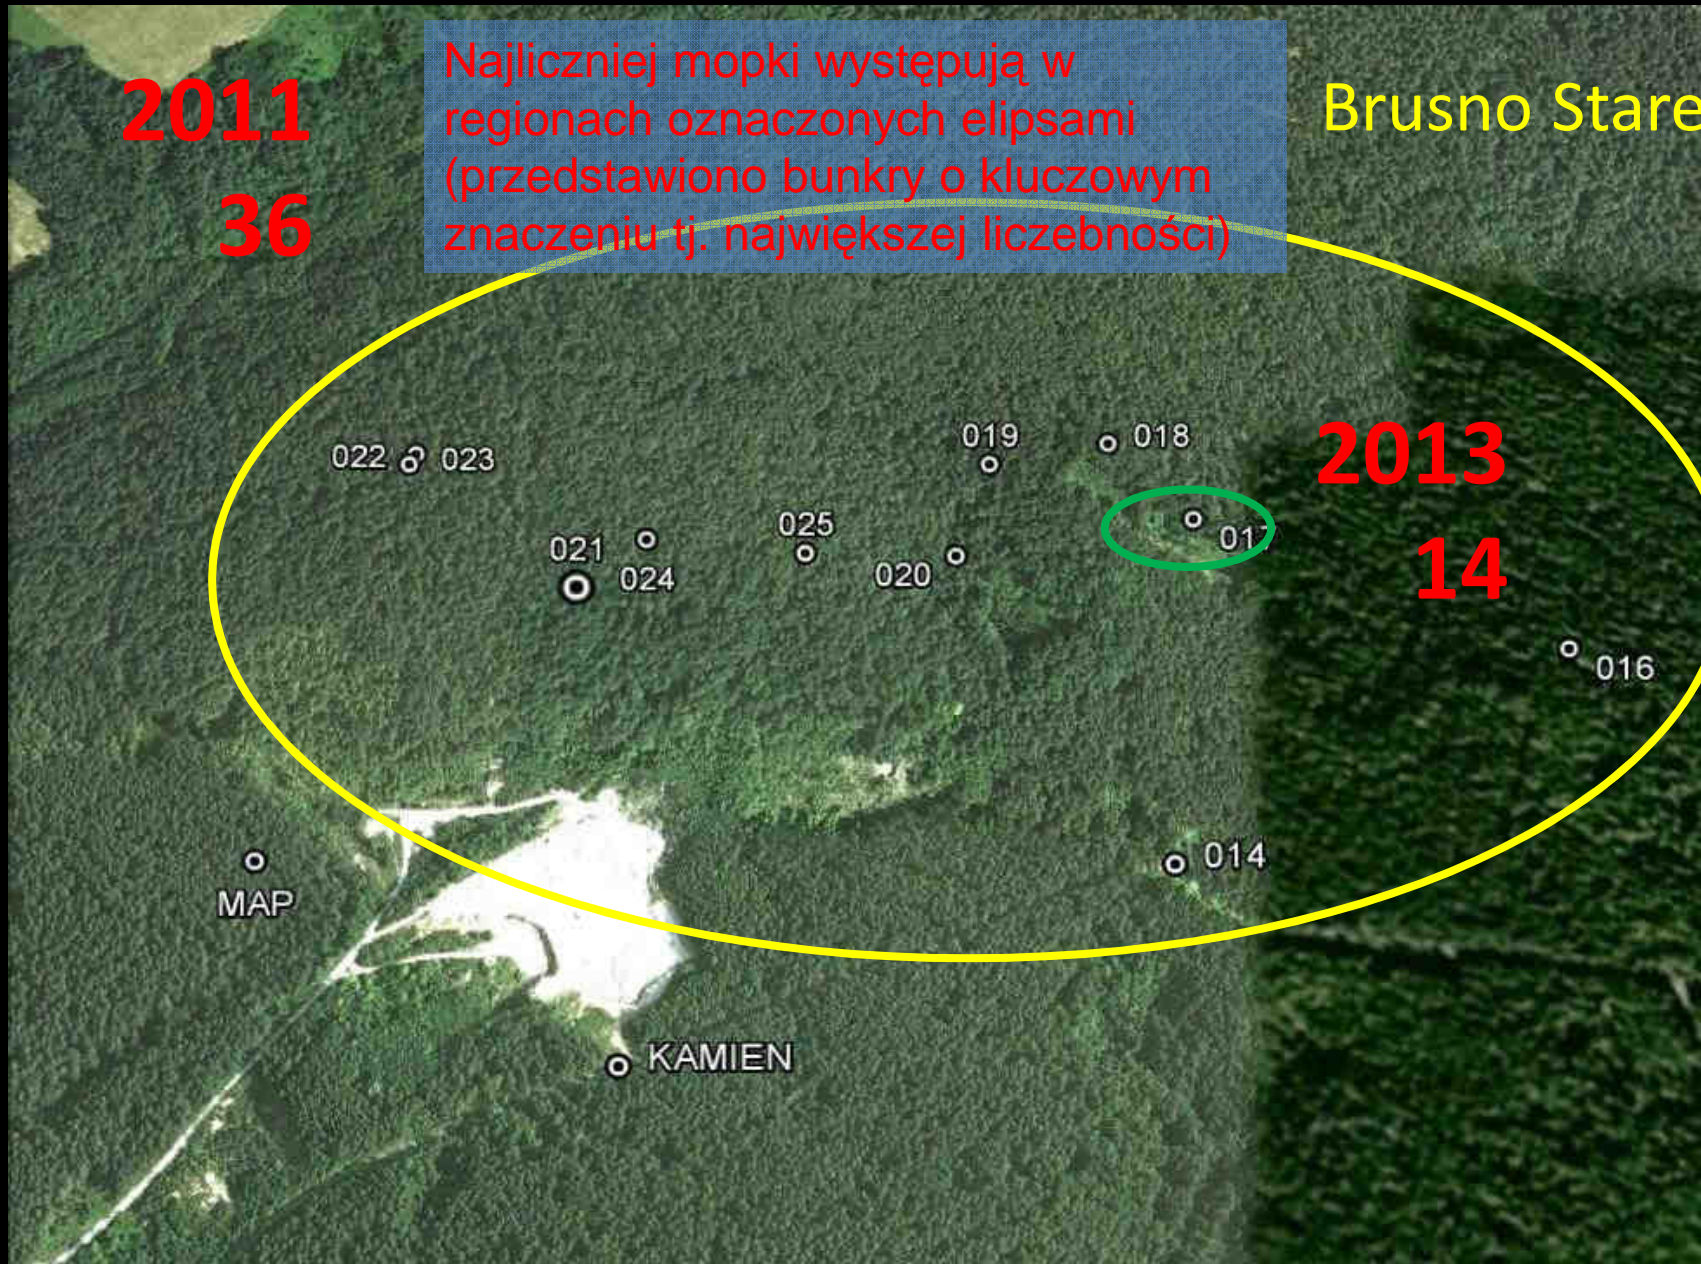 2011
36
Najliczniej mopki występują w
regionach oznaczonych elipsami
(przedstawiono bunkry o kluczowym
znaczeniu tj. największej liczebności)
Brusno Stare
022
023
019
018
2013
14
021
024
025
020
017
016
014
MAP
KAMIEN